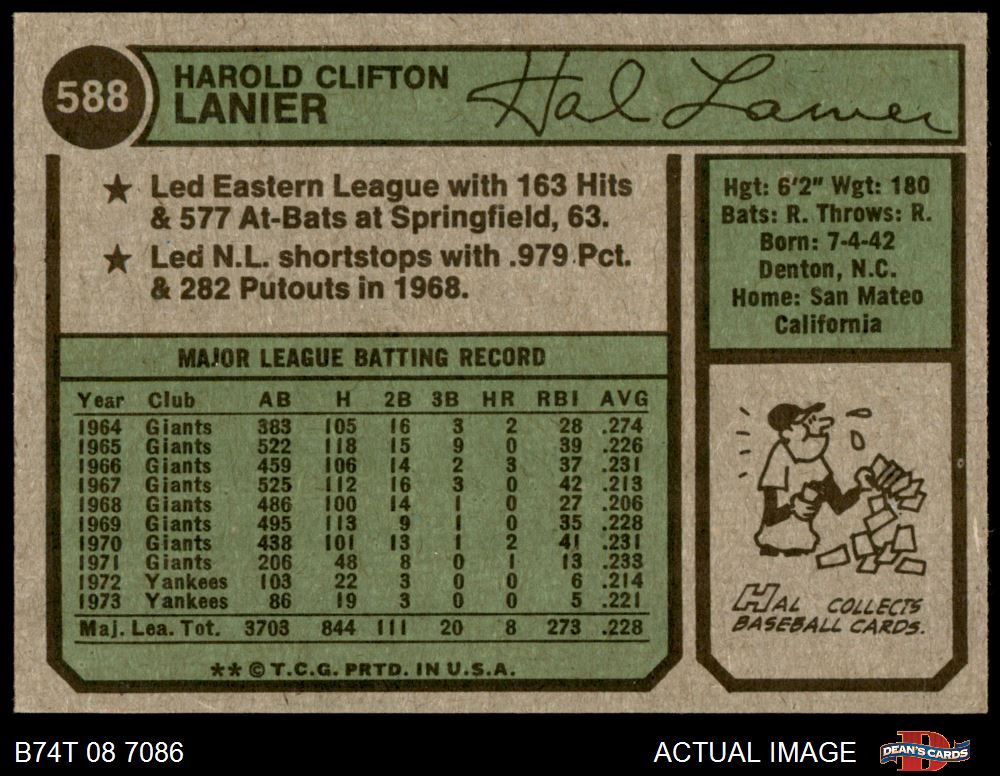 588
HAROLD CLIFTON
LANIER
Hal Lanier
★ Led Eastern League with 163 Hits
& 577 At-Bats at Springfield, 63.
★ Led N.L. shortstops with .979 Pct.
& 282 Putouts in 1968.
Hgt: 6'2" Wgt: 180
Bats: R. Throws: R.
Born: 7-4-42
Denton, N.C.
Home: San Mateo
California
MAJOR LEAGUE BATTING RECORD
Year Club AB H 2B 3B HR RBI AVG
1964 Giants 383 105 16 3 2 28 .274
1965 Giants 522 118 15 9 0 39 .226
1966 Giants 459 106 14 2 3 37 .231
1967 Giants 525 112 16 3 0 42 .213
1968 Giants 486 100 14 1 0 27 .206
1969 Giants 495 113 9 1 0 35 .228
1970 Giants 438 101 13 1 2 41 .231
1971 Giants 206 48 8 0 1 13 .233
1972 Yankees 103 22 3 0 0 6 .214
1973 Yankees 86 19 3 0 0 5 .221
Maj. Lea. Tot. 3703 844 111 20 8 273 .228
** © T.C.G. PRTD. IN U.S.A.
HAL COLLECTS
BASEBALL CARDS.
B74T 08 7086
ACTUAL IMAGE
D
DEAN'S CARDS